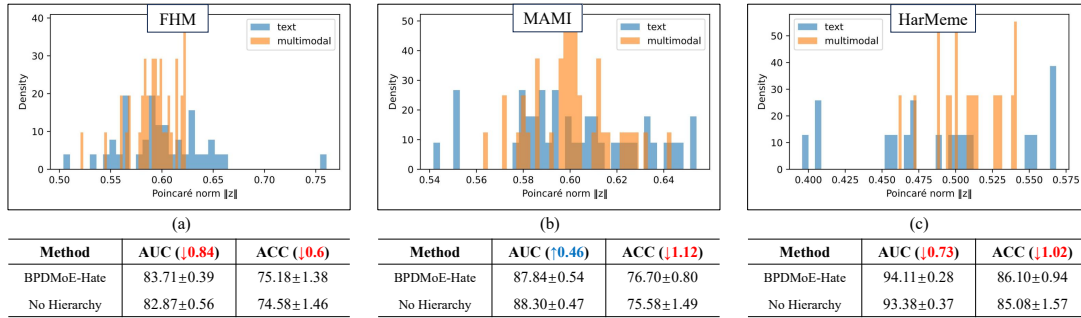 FHM
text
multimodal
Density
40
30
20
10
0
0.50 0.55 0.60 0.65 0.70 0.75
Poincaré norm ‖z‖
(a)
MAMI
text
multimodal
Density
50
40
30
20
10
0
0.54 0.56 0.58 0.60 0.62 0.64
Poincaré norm ‖z‖
(b)
HarMeme
text
multimodal
Density
50
40
30
20
10
0
0.400 0.425 0.450 0.475 0.500 0.525 0.550 0.575
Poincaré norm ‖z‖
(c)
Method AUC (↓0.84) ACC (↓0.6)
BPDMoE-Hate 83.71±0.39 75.18±1.38
No Hierarchy 82.87±0.56 74.58±1.46
Method AUC (↑0.46) ACC (↓1.12)
BPDMoE-Hate 87.84±0.54 76.70±0.80
No Hierarchy 88.30±0.47 75.58±1.49
Method AUC (↓0.73) ACC (↓1.02)
BPDMoE-Hate 94.11±0.28 86.10±0.94
No Hierarchy 93.38±0.37 85.08±1.57